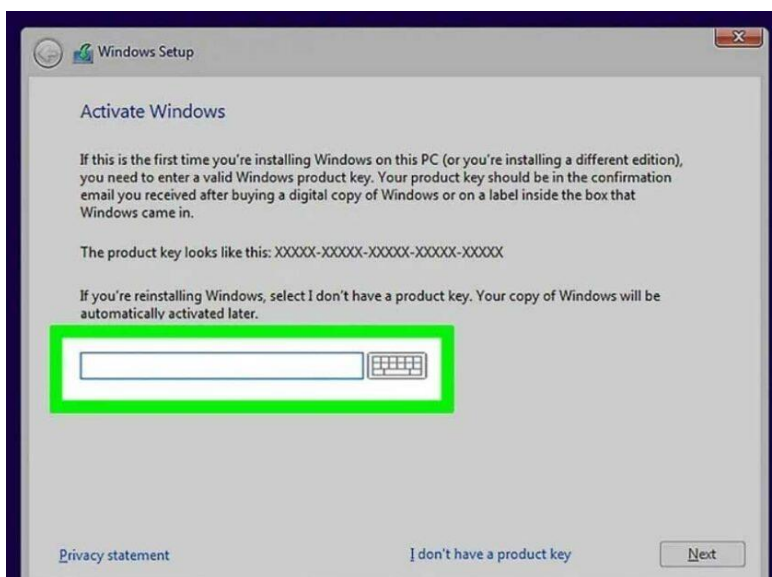 Windows Setup
Activate Windows
If this is the first time you're installing Windows on this PC (or you're installing a different edition),
you need to enter a valid Windows product key. Your product key should be in the confirmation
email you received after buying a digital copy of Windows or on a label inside the box that
Windows came in.
The product key looks like this: XXXXX-XXXXX-XXXXX-XXXXX-XXXXX
If you're reinstalling Windows, select I don't have a product key. Your copy of Windows will be
automatically activated later.
Privacy statement
I don't have a product key
Next